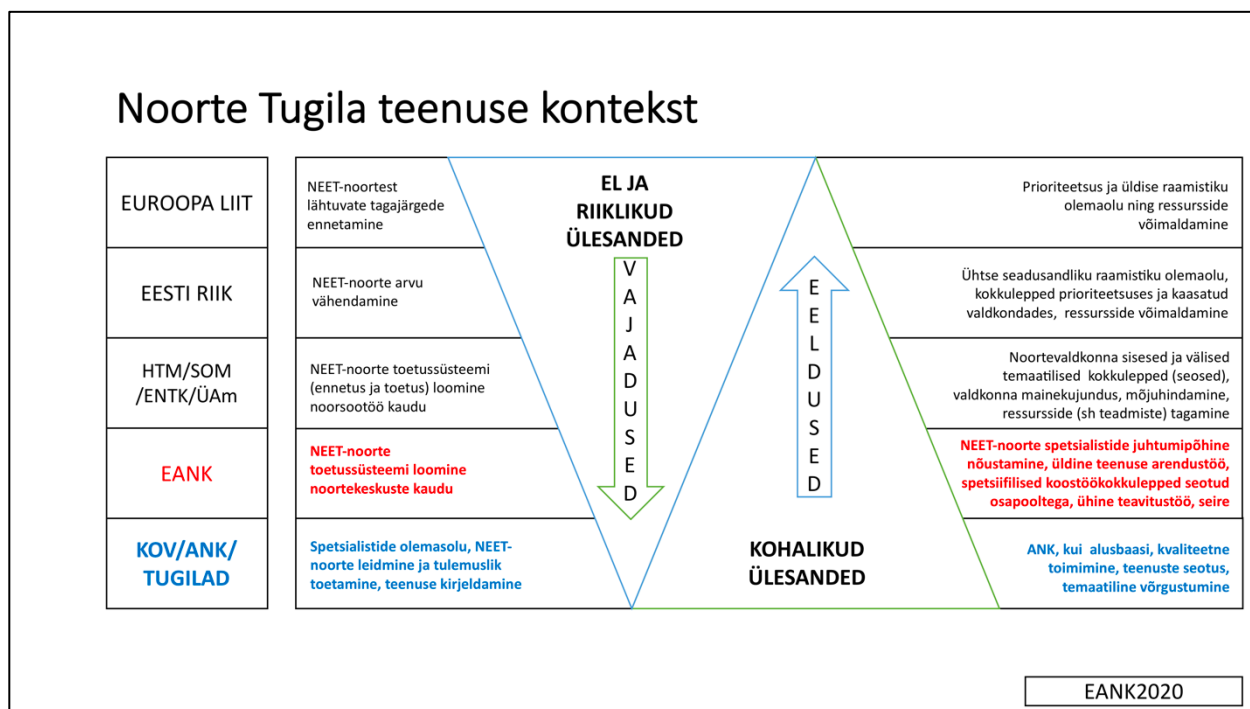 Noorte Tugila teenuse kontekst
EUROOPA LIIT
NEET-noortest
lähtuvate tagajärgede
ennetamine
EL JA
RIIKLIKUD
ÜLESANDED
Prioriteetsus ja üldise raamistiku
olemaolu ning ressursside
võimaldamine
EESTI RIIK
NEET-noorte arvu
vähendamine
VAJADUSED
EELDUSED
Ühtse seadusandliku raamistiku olemaolu,
kokkulepped prioriteetsuses ja kaasatud
valdkondades, ressursside võimaldamine
HTM/SOM
/ENTK/ÜAm
NEET-noorte toetussüsteemi
(ennetus ja toetus) loomine
noorsootöö kaudu
Noortevaldkonna sisesed ja välised
temaatilised kokkulepped (seosed),
valdkonna mainekujundus, mõjuhindamine,
ressursside (sh teadmiste) tagamine
EANK
NEET-noorte
toetussüsteemi loomine
noortekeskuste kaudu
NEET-noorte spetsialistide juhtumipõhine
nõustamine, üldine teenuse arendustöö,
spetsiifilised koostöökokkulepped seotud
osapooltega, ühine teavitustöö, seire
KOV/ANK/
TUGILAD
Spetsialistide olemasolu, NEET-
noorte leidmine ja tulemuslik
toetamine, teenuse kirjeldamine
KOHALIKUD
ÜLESANDED
ANK, kui alusbaasi, kvaliteetne
toimimine, teenuste seotus,
temaatiline võrgustumine
EANK2020